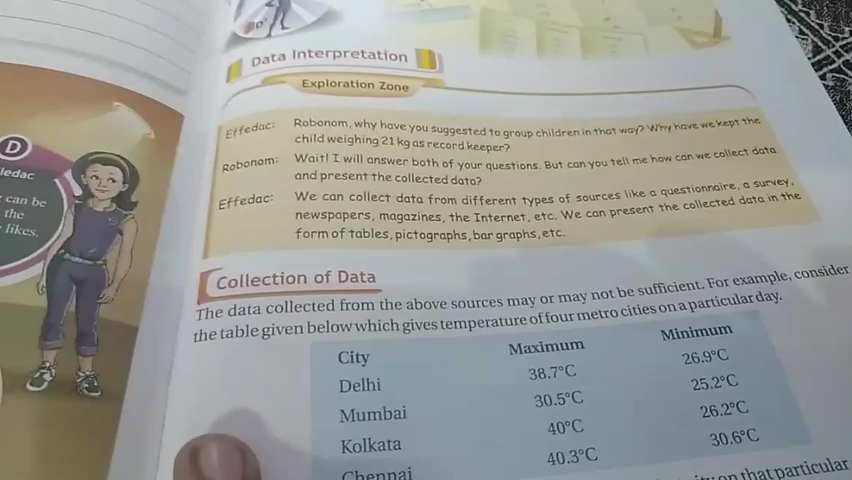 D
ledac
can be
the
likes.
Data Interpretation
Exploration Zone
Effedac: Robonom, why have you suggested to group children in that way? Why have we kept the
child weighing 21 kg as record keeper?
Robonom: Wait! I will answer both of your questions. But can you tell me how can we collect data
and present the collected data?
Effedac: We can collect data from different types of sources like a questionnaire, a survey,
newspapers, magazines, the Internet, etc. We can present the collected data in the
form of tables, pictographs, bar graphs, etc.
Collection of Data
The data collected from the above sources may or may not be sufficient. For example, consider
the table given below which gives temperature of four metro cities on a particular day.
City Maximum Minimum
Delhi 38.7°C 26.9°C
Mumbai 30.5°C 25.2°C
Kolkata 40°C 26.2°C
Chennai 40.3°C 30.6°C
on that particular